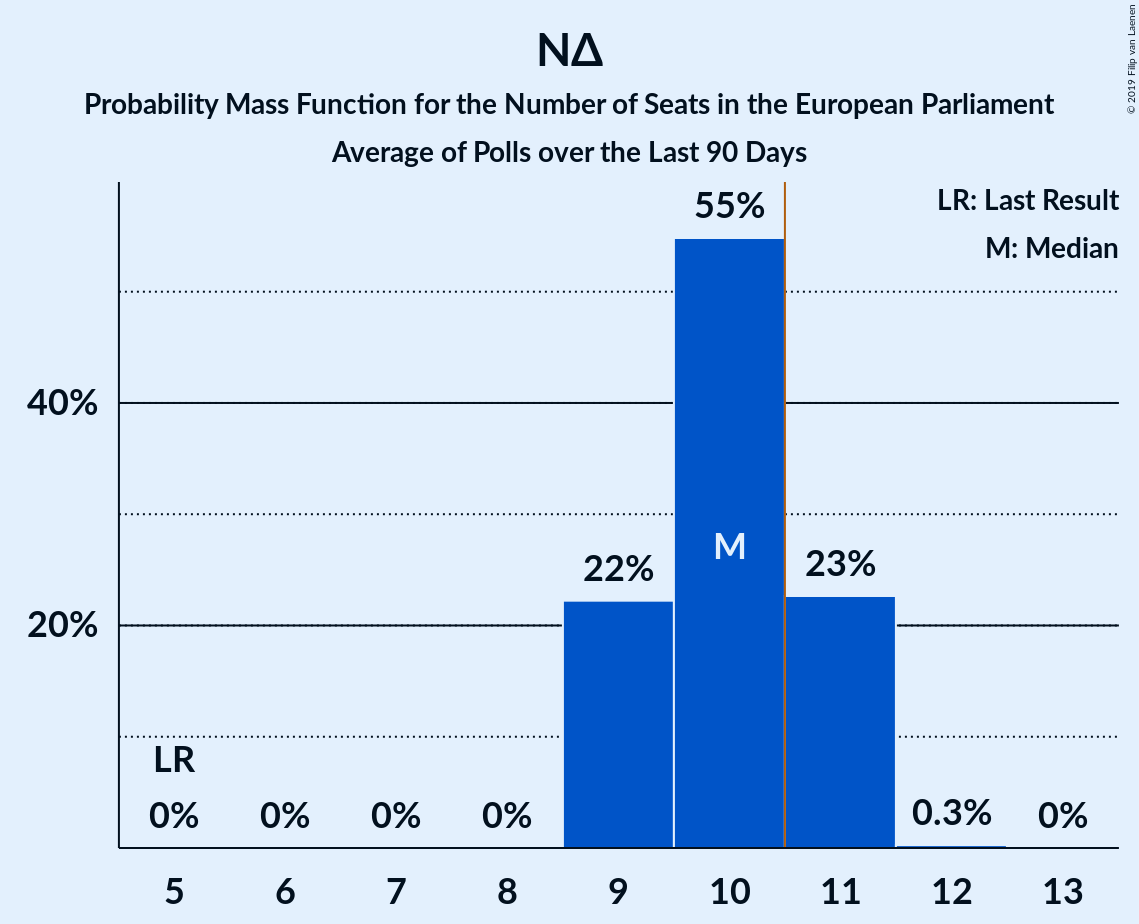 ΝΔ
Probability Mass Function for the Number of Seats in the European Parliament
Average of Polls over the Last 90 Days
© 2019 Filip van Laenen
LR: Last Result
M: Median
55%
40%
M
22%
23%
20%
LR
0%
0%
0%
0%
0.3%
0%
5
6
7
8
9
10
11
12
13